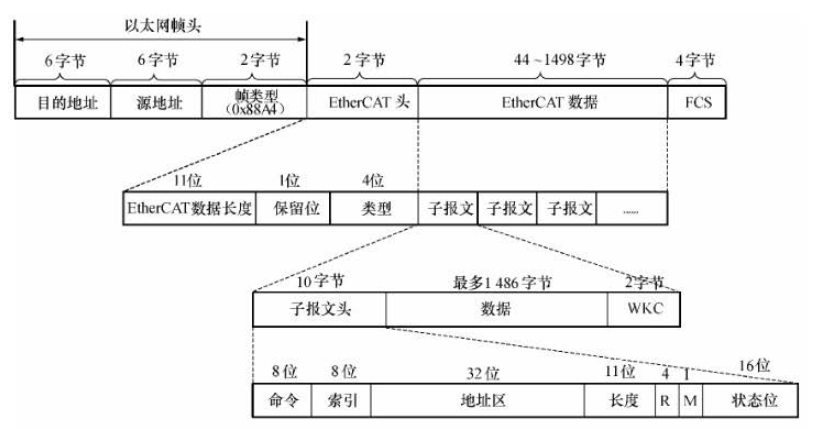 以太网帧头
6字节 6字节 2字节 2字节 44~1498字节 4字节
目的地址 源地址 帧类型 (0x88A4) EtherCAT 头 EtherCAT 数据 FCS
11位 1位 4位
EtherCAT数据长度 保留位 类型 子报文 子报文 子报文 ......
10字节 最多1 486字节 2字节
子报文头 数据 WKC
8位 8位 32位 11位 4 1 16位
命令 索引 地址区 长度 R M 状态位